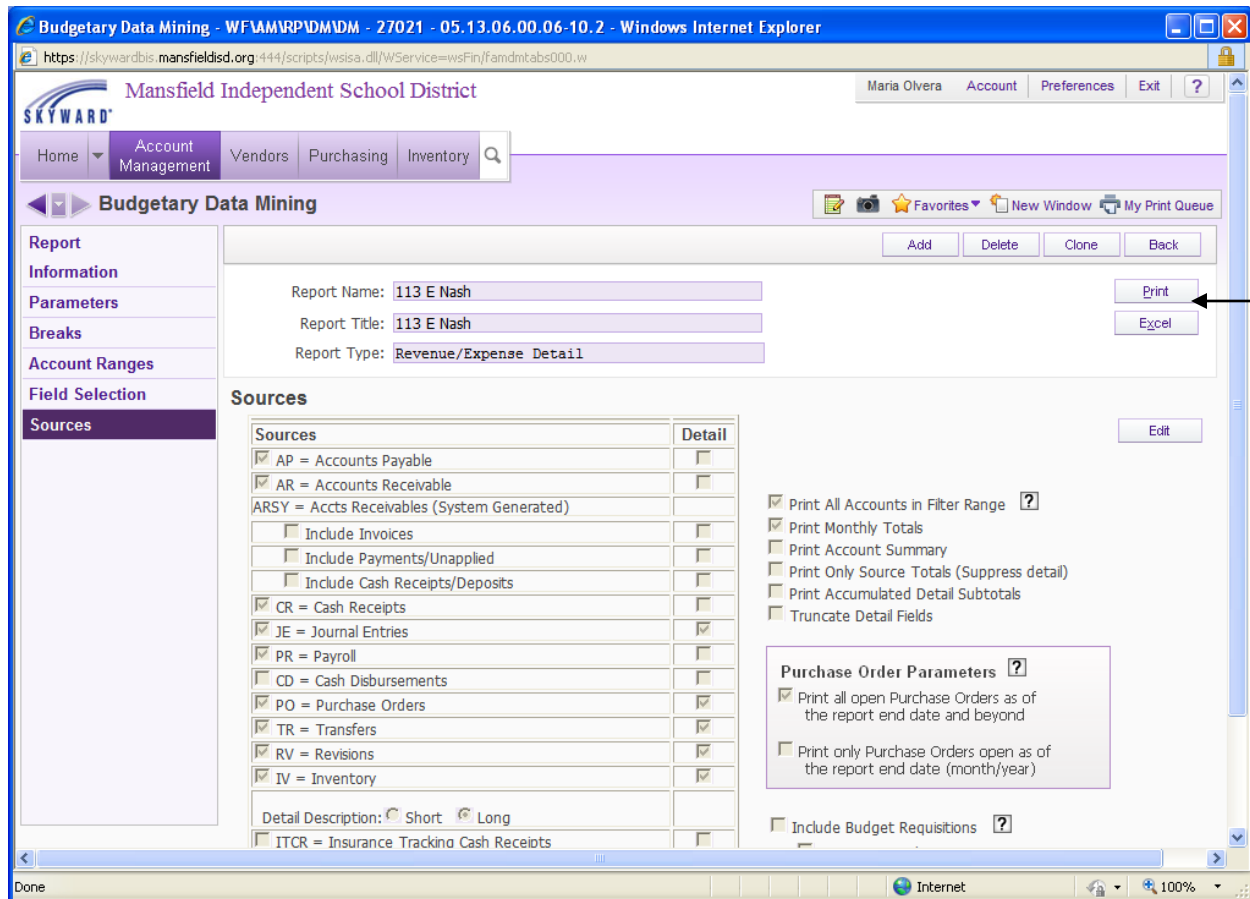 Budgetary Data Mining - WF\AM\RP\DM\DM - 27021 - 05.13.06.00.06-10.2 - Windows Internet Explorer
https://skywardbis.mansfieldisd.org:444/scripts/wsisa.dll/WService=wsFin/famdmtabs000.w
SKYWARD®
Mansfield Independent School District
Maria Olvera Account Preferences Exit ?
Home Account Management Vendors Purchasing Inventory
Budgetary Data Mining
Favorites New Window My Print Queue
Report
Information
Parameters
Breaks
Account Ranges
Field Selection
Sources
Add Delete Clone Back
Report Name: 113 E Nash
Print
Report Title: 113 E Nash
Excel
Report Type: Revenue/Expense Detail
Sources
Edit
Sources Detail
AP = Accounts Payable
AR = Accounts Receivable
ARSY = Accts Receivables (System Generated)
Include Invoices
Include Payments/Unapplied
Include Cash Receipts/Deposits
CR = Cash Receipts
JE = Journal Entries
PR = Payroll
CD = Cash Disbursements
PO = Purchase Orders
TR = Transfers
RV = Revisions
IV = Inventory
Detail Description: Short Long
ITCR = Insurance Tracking Cash Receipts
Print All Accounts in Filter Range ?
Print Monthly Totals
Print Account Summary
Print Only Source Totals (Suppress detail)
Print Accumulated Detail Subtotals
Truncate Detail Fields
Purchase Order Parameters ?
Print all open Purchase Orders as of
the report end date and beyond
Print only Purchase Orders open as of
the report end date (month/year)
Include Budget Requisitions ?
Done Internet 100%